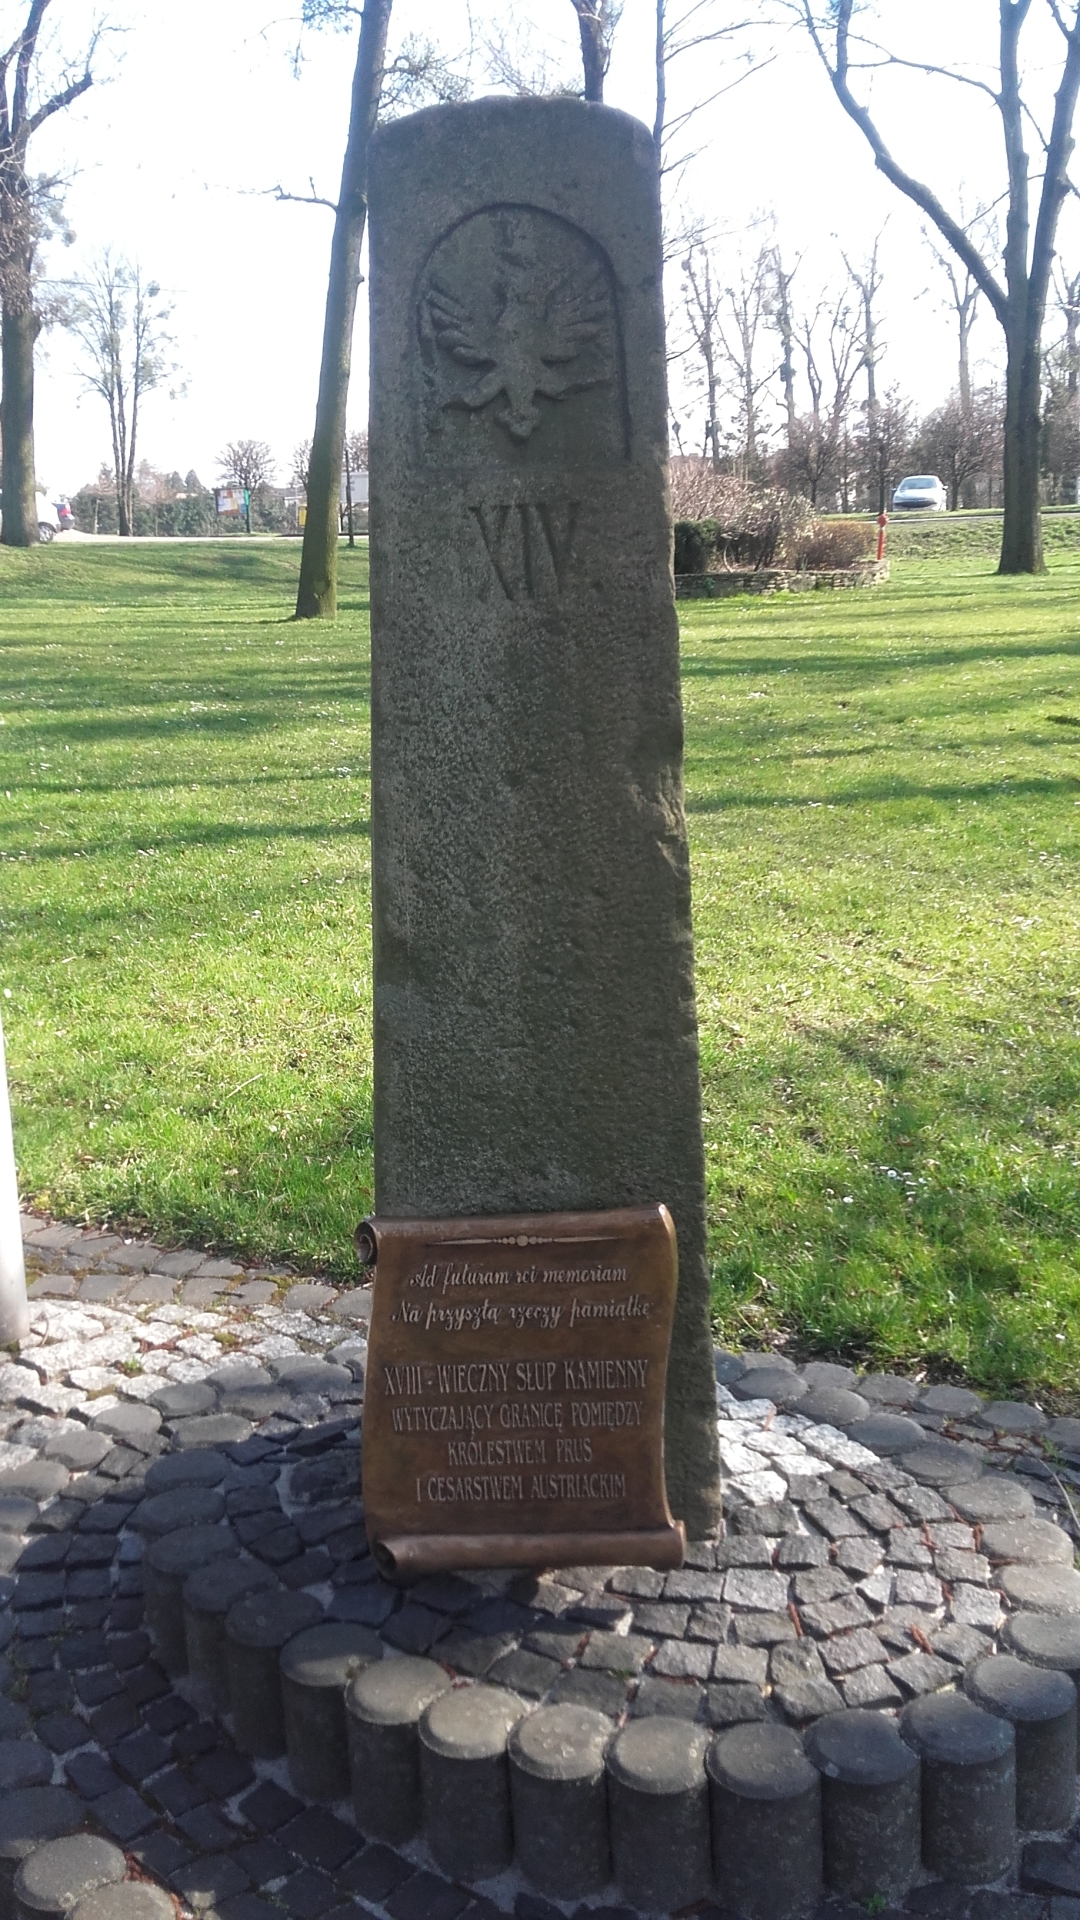 XIV.
Ad futuram rei memoriam
Na przyszłą rzeczy pamiątkę
XVIII - WIECZNY SŁUP KAMIENNY
WYTYCZAJĄCY GRANICĘ POMIĘDZY
KRÓLESTWEM PRUS
I CESARSTWEM AUSTRIACKIM